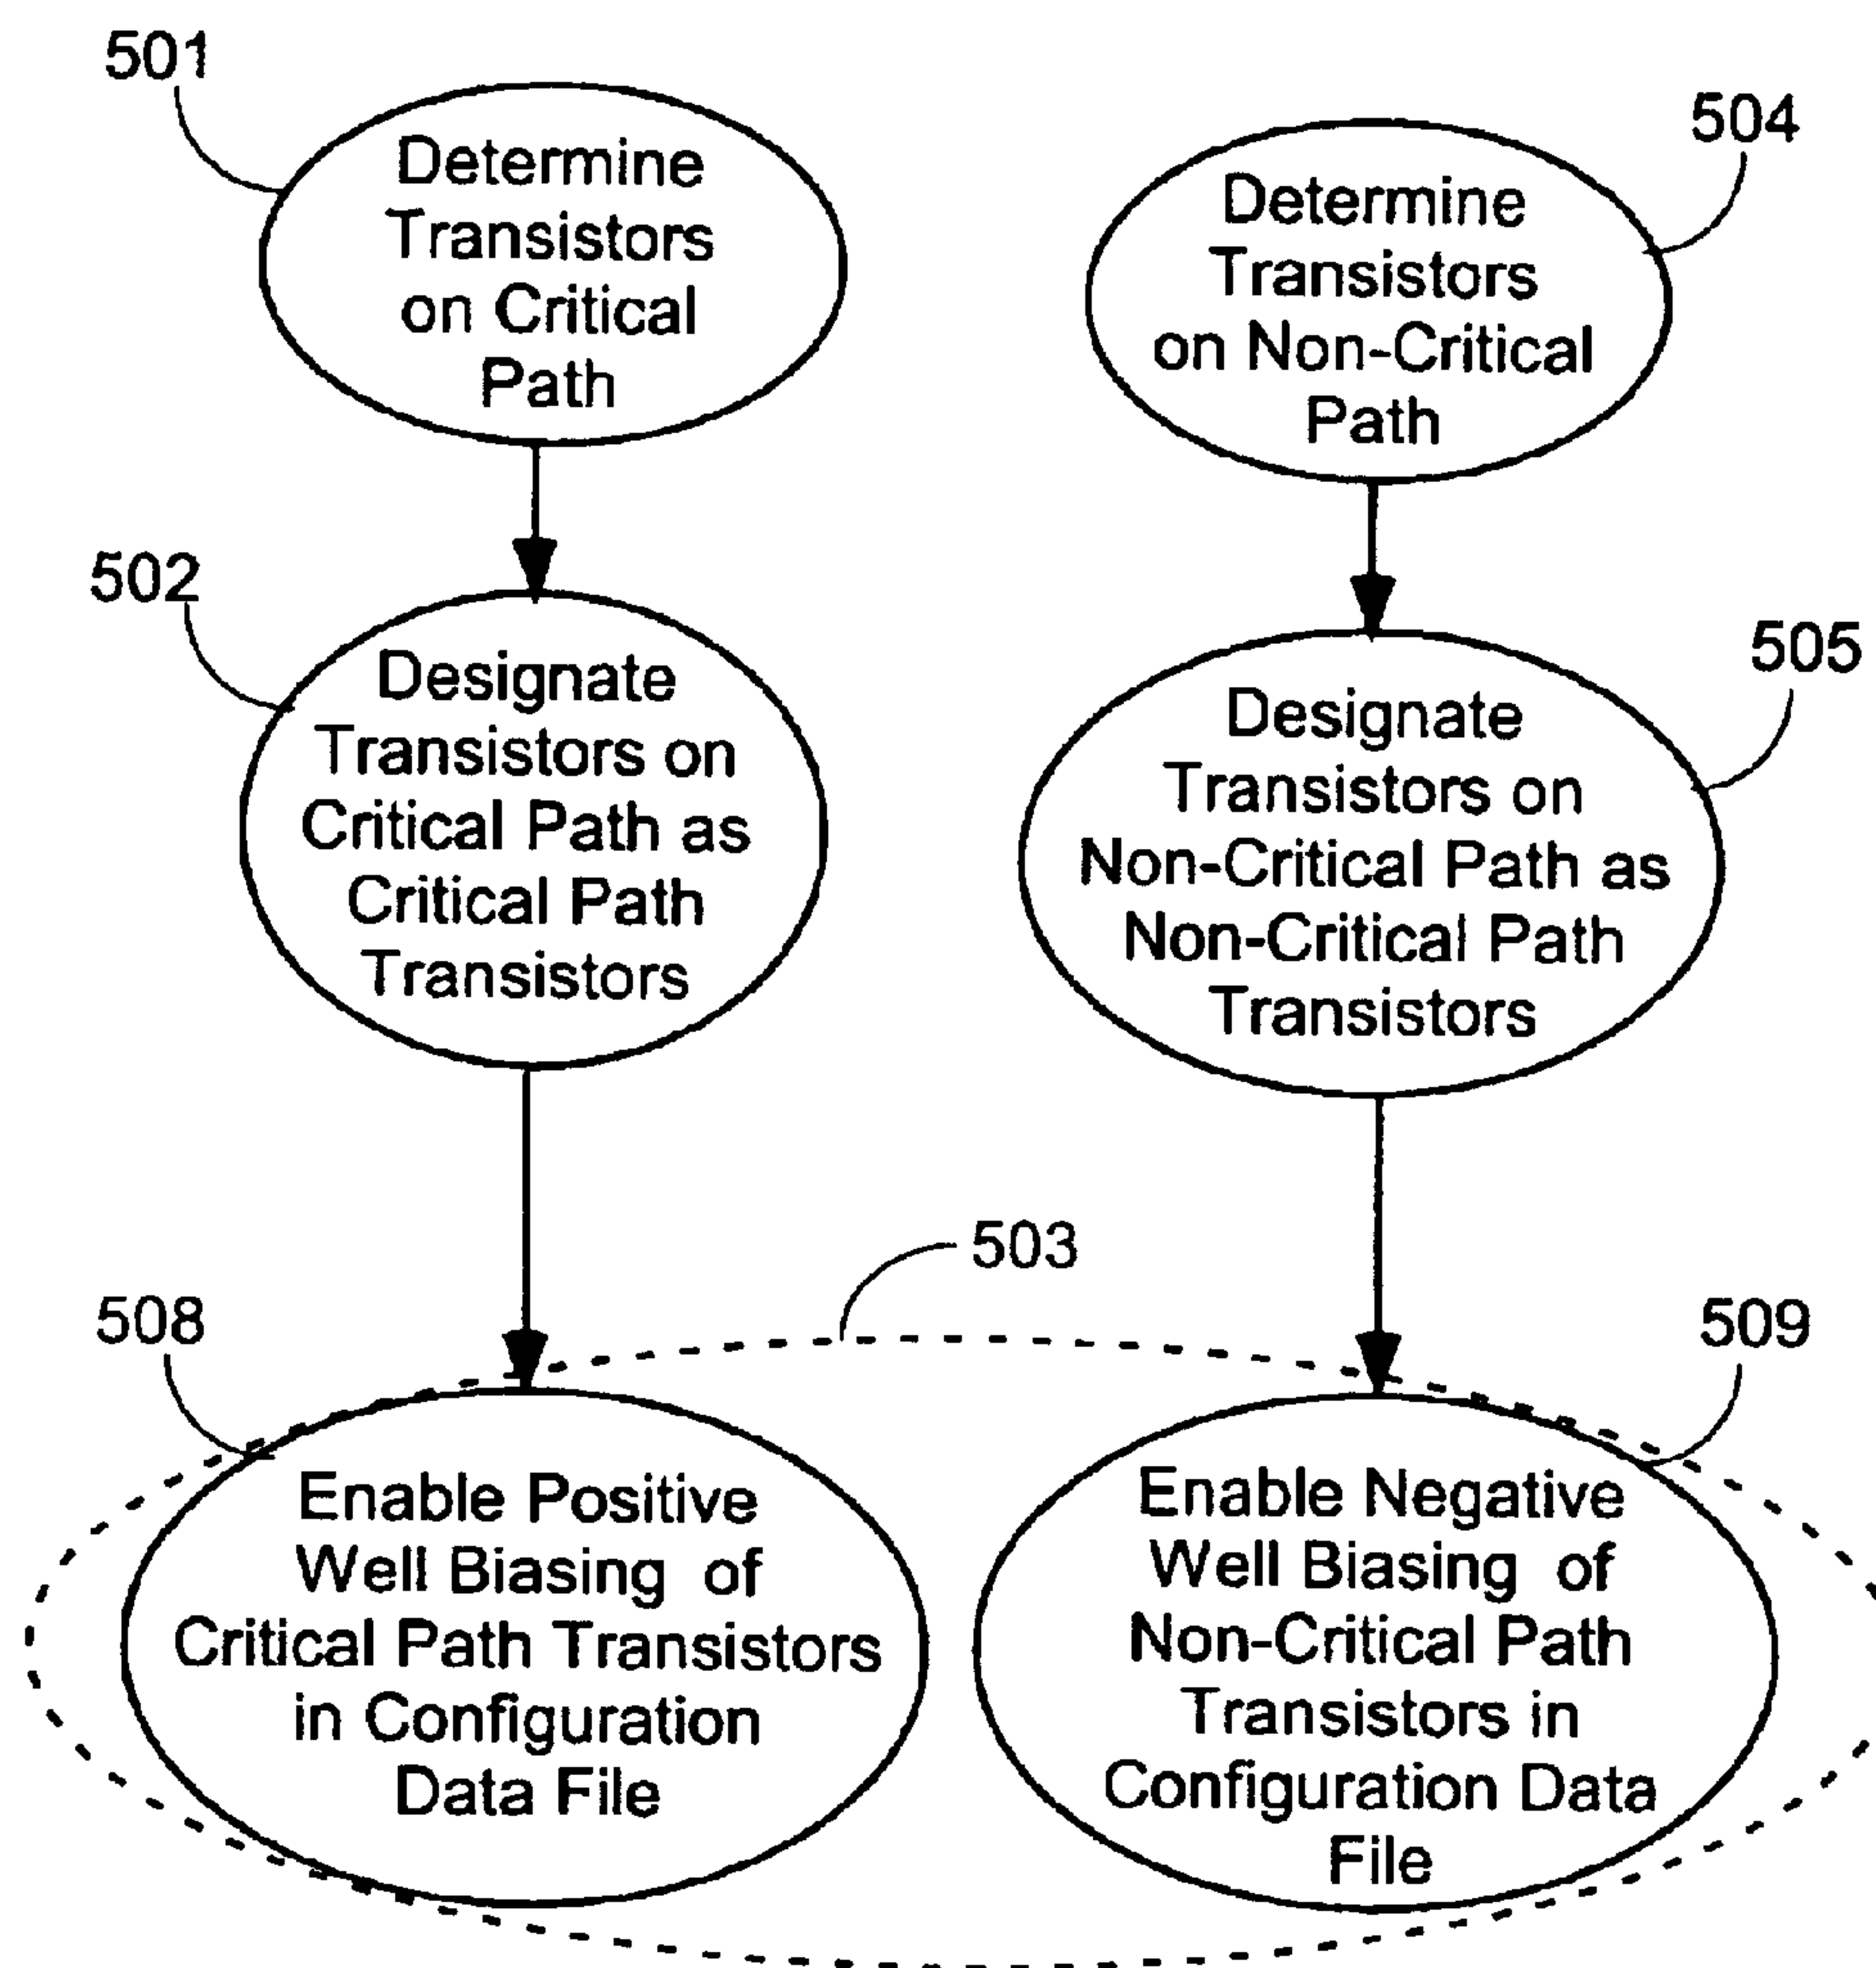 501
Determine
Transistors
on Critical
Path
504
Determine
Transistors
on Non-Critical
Path
502
Designate
Transistors on
Critical Path as
Critical Path
Transistors
505
Designate
Transistors on
Non-Critical Path as
Non-Critical Path
Transistors
503
508
Enable Positive
Well Biasing of
Critical Path Transistors
in Configuration
Data File
509
Enable Negative
Well Biasing of
Non-Critical Path
Transistors in
Configuration Data
File